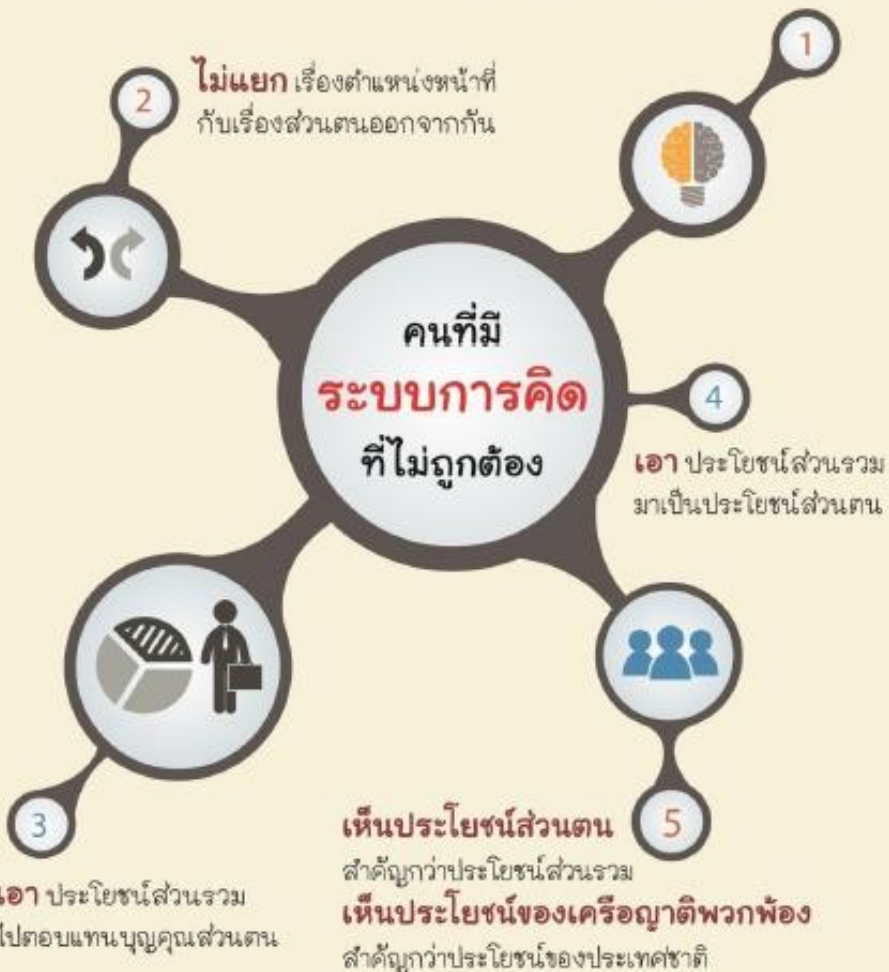 1
2
ไม่แยก เรื่องตำแหน่งหน้าที่
กับเรื่องส่วนตนออกจากกัน
คนที่มี
ระบบการคิด
ที่ไม่ถูกต้อง
4
เอา ประโยชน์ส่วนรวม
มาเป็นประโยชน์ส่วนตน
3
เอา ประโยชน์ส่วนรวม
ไปตอบแทนบุญคุณส่วนตน
5
เห็นประโยชน์ส่วนตน
สำคัญกว่าประโยชน์ส่วนรวม
เห็นประโยชน์ของเครือญาติพวกพ้อง
สำคัญกว่าประโยชน์ของประเทศชาติ